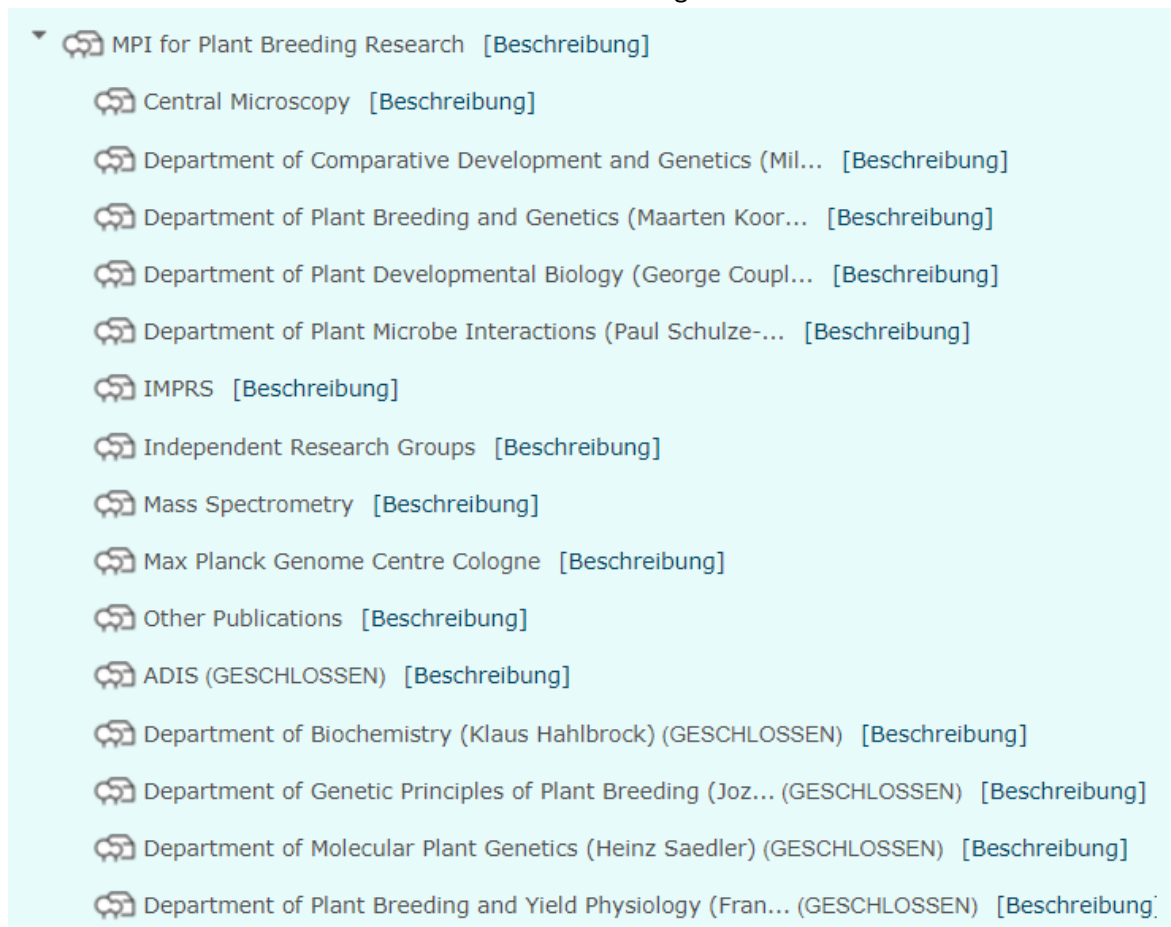 MPI for Plant Breeding Research [Beschreibung]
Central Microscopy [Beschreibung]
Department of Comparative Development and Genetics (Mil... [Beschreibung]
Department of Plant Breeding and Genetics (Maarten Koor... [Beschreibung]
Department of Plant Developmental Biology (George Coupl... [Beschreibung]
Department of Plant Microbe Interactions (Paul Schulze-... [Beschreibung]
IMPRS [Beschreibung]
Independent Research Groups [Beschreibung]
Mass Spectrometry [Beschreibung]
Max Planck Genome Centre Cologne [Beschreibung]
Other Publications [Beschreibung]
ADIS (GESCHLOSSEN) [Beschreibung]
Department of Biochemistry (Klaus Hahlbrock) (GESCHLOSSEN) [Beschreibung]
Department of Genetic Principles of Plant Breeding (Joz... (GESCHLOSSEN) [Beschreibung]
Department of Molecular Plant Genetics (Heinz Saedler) (GESCHLOSSEN) [Beschreibung]
Department of Plant Breeding and Yield Physiology (Fran... (GESCHLOSSEN) [Beschreibung]